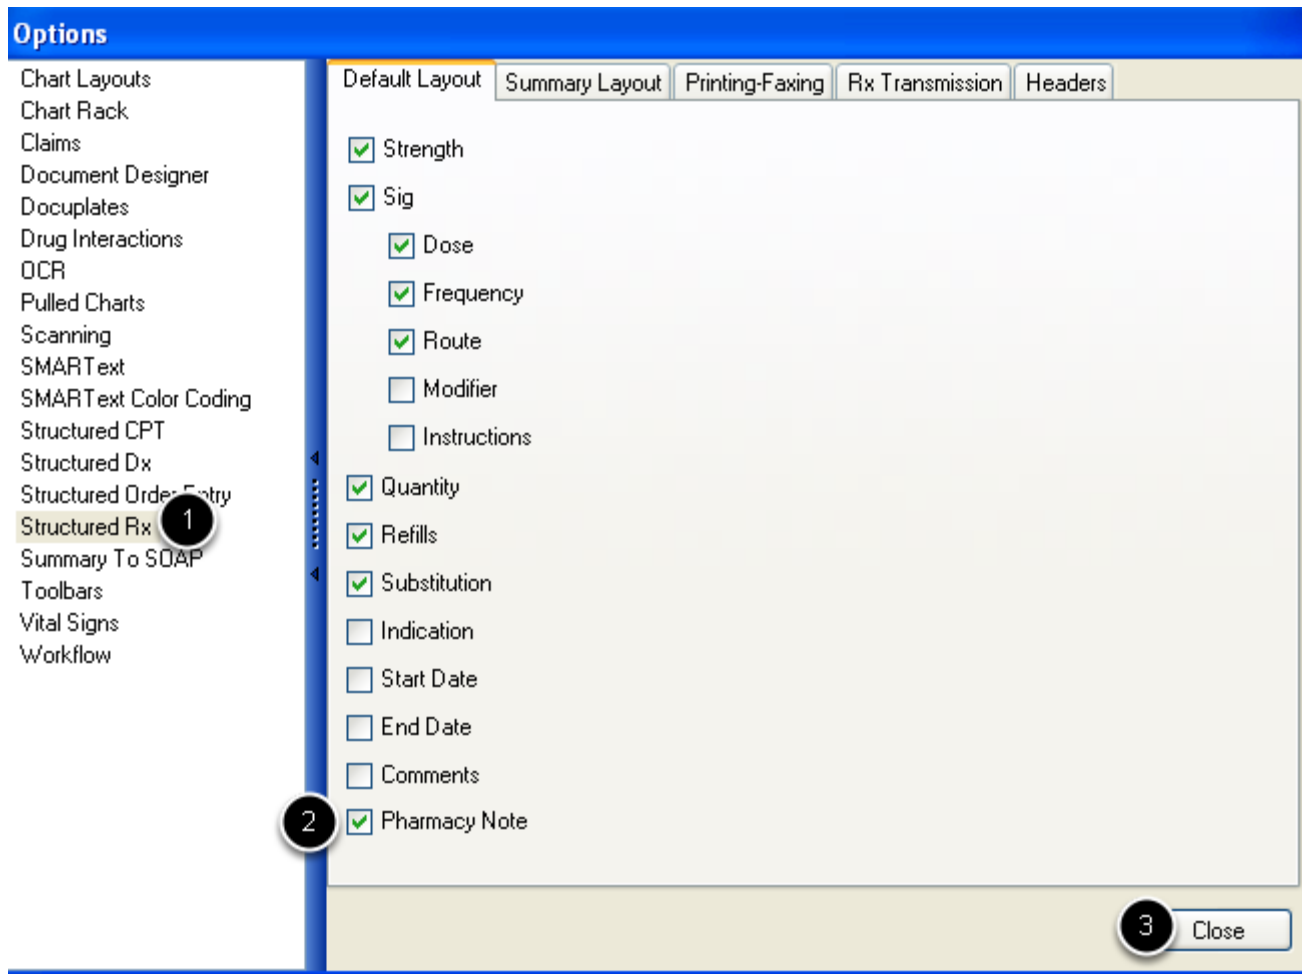 Options
Chart Layouts
Chart Rack
Claims
Document Designer
Docuplates
Drug Interactions
OCR
Pulled Charts
Scanning
SMARText
SMARText Color Coding
Structured CPT
Structured Dx
Structured Order Entry
Structured Rx 1
Summary To SOAP
Toolbars
Vital Signs
Workflow
Default Layout Summary Layout Printing-Faxing Rx Transmission Headers
Strength
Sig
Dose
Frequency
Route
Modifier
Instructions
Quantity
Refills
Substitution
Indication
Start Date
End Date
Comments
2 Pharmacy Note
3 Close